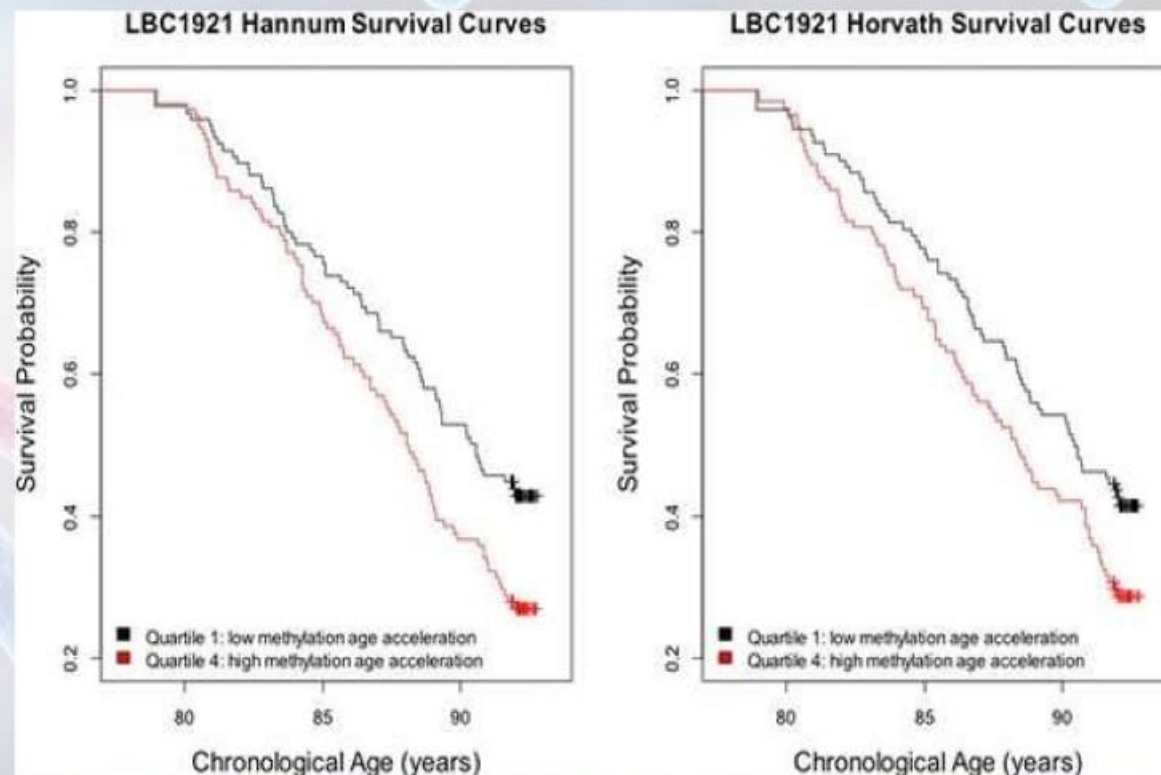 LBC1921 Hannum Survival Curves
Survival Probability
1.0
0.8
0.6
0.4
0.2
Quartile 1: low methylation age acceleration
Quartile 4: high methylation age acceleration
80 85 90
Chronological Age (years)
LBC1921 Horvath Survival Curves
Survival Probability
1.0
0.8
0.6
0.4
0.2
Quartile 1: low methylation age acceleration
Quartile 4: high methylation age acceleration
80 85 90
Chronological Age (years)